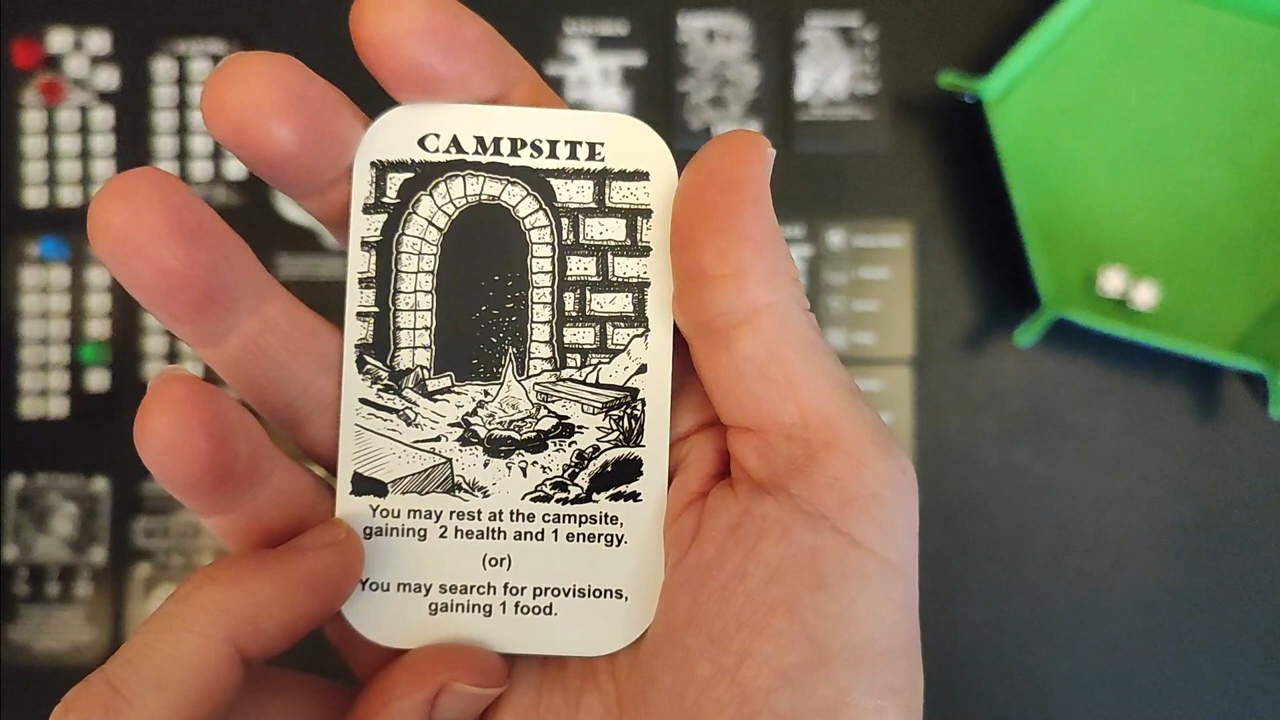 CAMPSITE
You may rest at the campsite,
gaining 2 health and 1 energy.
(or)
You may search for provisions,
gaining 1 food.